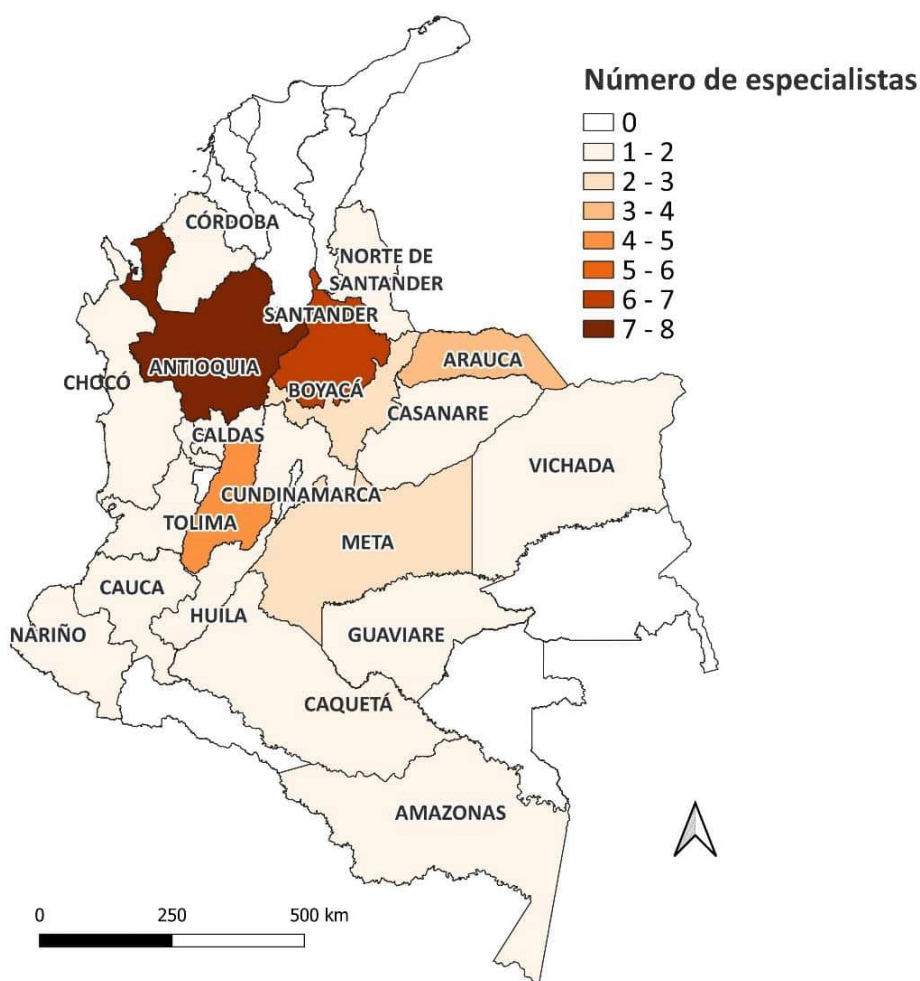 Número de especialistas
0
1 - 2
2 - 3
3 - 4
4 - 5
5 - 6
6 - 7
7 - 8
CÓRDOBA
NORTE DE
SANTANDER
SANTANDER
ARAUCA
ANTIOQUIA
CHOCÓ
BOYACÁ
CASANARE
CALDAS
VICHADA
CUNDINAMARCA
TOLIMA
META
CAUCA
HUÍLA
NARIÑO
GUAVIARE
CAQUETÁ
AMAZONAS
0 250 500 km